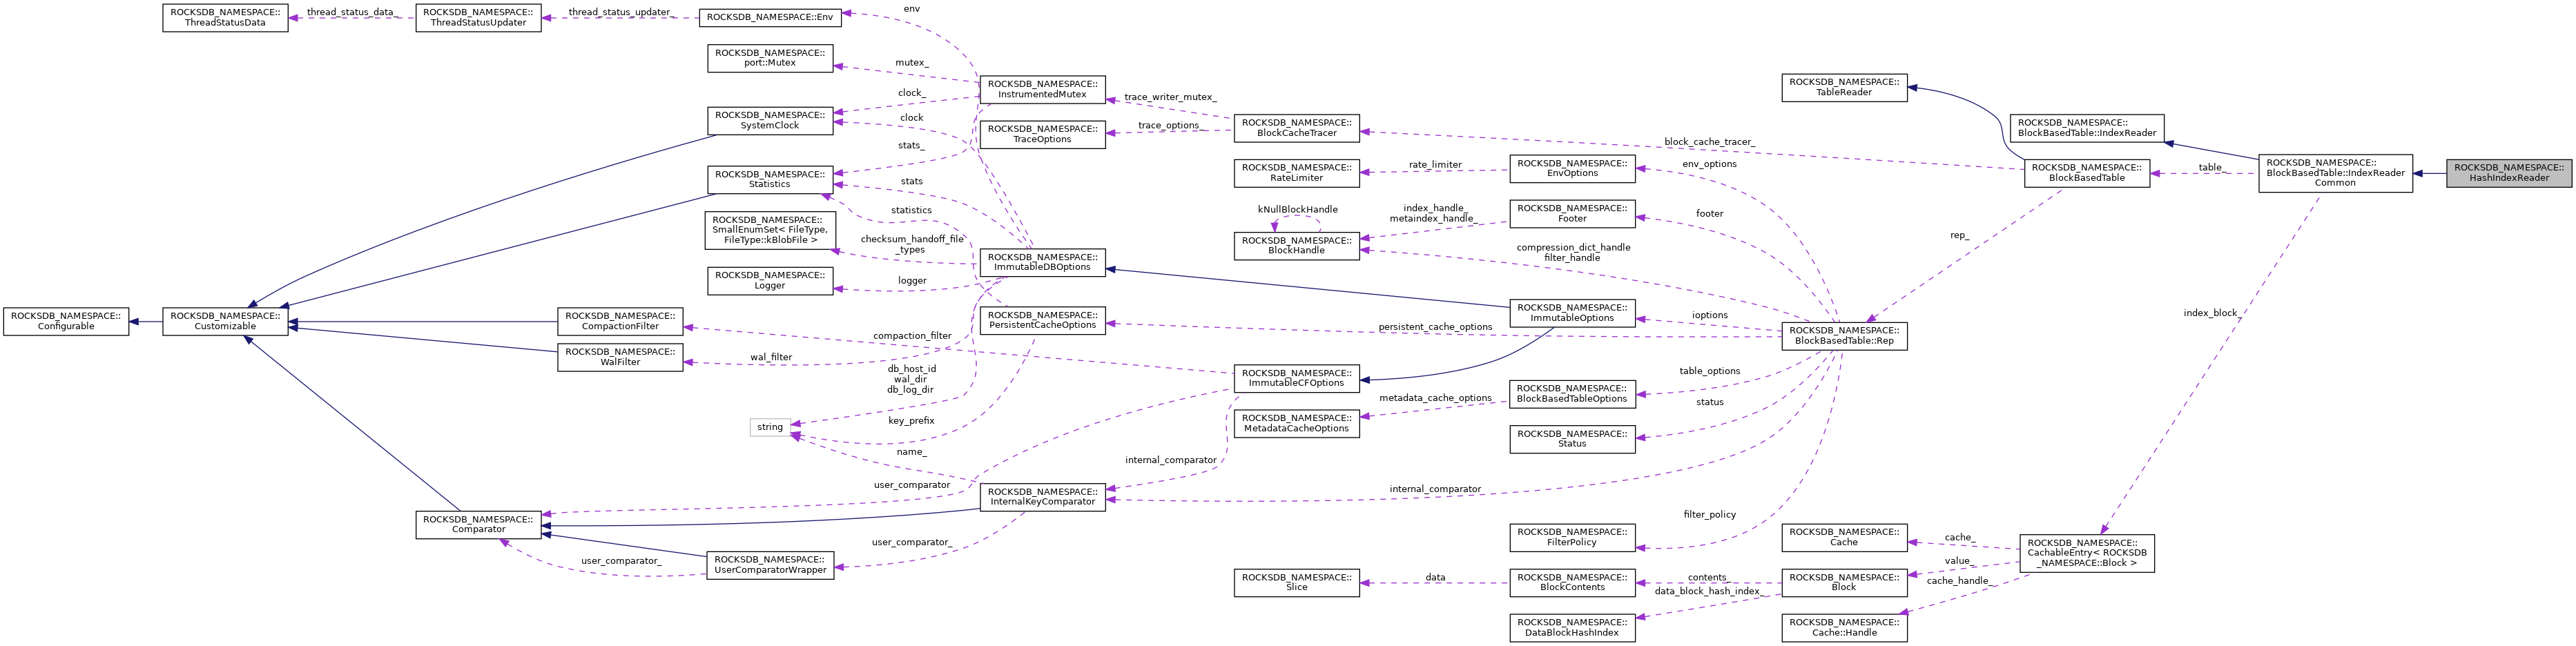 ROCKSDB_NAMESPACE::
ThreadStatusData
thread_status_data_
ROCKSDB_NAMESPACE::
ThreadStatusUpdater
thread_status_updater_
ROCKSDB_NAMESPACE::Env
env
ROCKSDB_NAMESPACE::
port::Mutex
mutex_
ROCKSDB_NAMESPACE::
SystemClock
clock_
clock
ROCKSDB_NAMESPACE::
Statistics
stats_
stats
statistics
ROCKSDB_NAMESPACE::
SmallEnumSet< FileType,
FileType::kBlobFile >
checksum_handoff_file
_types
ROCKSDB_NAMESPACE::
Logger
logger
ROCKSDB_NAMESPACE::
Configurable
ROCKSDB_NAMESPACE::
Customizable
ROCKSDB_NAMESPACE::
CompactionFilter
compaction_filter
ROCKSDB_NAMESPACE::
WalFilter
wal_filter
db_host_id
wal_dir
db_log_dir
string
key_prefix
name_
user_comparator
ROCKSDB_NAMESPACE::
Comparator
user_comparator_
ROCKSDB_NAMESPACE::
UserComparatorWrapper
user_comparator_
ROCKSDB_NAMESPACE::
InstrumentedMutex
trace_writer_mutex_
ROCKSDB_NAMESPACE::
TraceOptions
trace_options_
ROCKSDB_NAMESPACE::
ImmutableDBOptions
ROCKSDB_NAMESPACE::
PersistentCacheOptions
persistent_cache_options
ROCKSDB_NAMESPACE::
InternalKeyComparator
internal_comparator
internal_comparator
ROCKSDB_NAMESPACE::
BlockCacheTracer
block_cache_tracer_
ROCKSDB_NAMESPACE::
RateLimiter
rate_limiter
kNullBlockHandle
ROCKSDB_NAMESPACE::
BlockHandle
index_handle_
metaindex_handle_
compression_dict_handle
filter_handle
ROCKSDB_NAMESPACE::
ImmutableCFOptions
ROCKSDB_NAMESPACE::
MetadataCacheOptions
metadata_cache_options
ROCKSDB_NAMESPACE::
Slice
data
ROCKSDB_NAMESPACE::
EnvOptions
env_options
ROCKSDB_NAMESPACE::
Footer
footer
ROCKSDB_NAMESPACE::
ImmutableOptions
ioptions
ROCKSDB_NAMESPACE::
BlockBasedTableOptions
table_options
ROCKSDB_NAMESPACE::
Status
status
ROCKSDB_NAMESPACE::
FilterPolicy
filter_policy
ROCKSDB_NAMESPACE::
BlockContents
contents_
ROCKSDB_NAMESPACE::
DataBlockHashIndex
data_block_hash_index_
ROCKSDB_NAMESPACE::
TableReader
ROCKSDB_NAMESPACE::
BlockBasedTable::Rep
rep_
ROCKSDB_NAMESPACE::
Cache
cache_
ROCKSDB_NAMESPACE::
Block
value_
ROCKSDB_NAMESPACE::
Cache::Handle
cache_handle_
ROCKSDB_NAMESPACE::
BlockBasedTable::IndexReader
ROCKSDB_NAMESPACE::
BlockBasedTable
table_
ROCKSDB_NAMESPACE::
CachableEntry< ROCKSDB
_NAMESPACE::Block >
index_block_
ROCKSDB_NAMESPACE::
BlockBasedTable::IndexReader
Common
ROCKSDB_NAMESPACE::
HashIndexReader